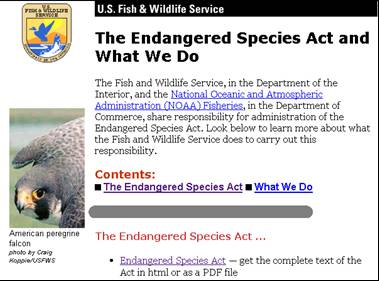 U.S. Fish & Wildlife Service
U.S.
FISH & WILDLIFE
SERVICE
The Endangered Species Act and
What We Do
The Fish and Wildlife Service, in the Department of the
Interior, and the National Oceanic and Atmospheric
Administration (NOAA) Fisheries, in the Department of
Commerce, share responsibility for administration of the
Endangered Species Act. Look below to learn more about what
the Fish and Wildlife Service does to carry out this
responsibility.
Contents:
■ The Endangered Species Act ■ What We Do
American peregrine
falcon
photo by Craig
Koppie/USFWS
The Endangered Species Act ...
• Endangered Species Act — get the complete text of the
Act in html or as a PDF file